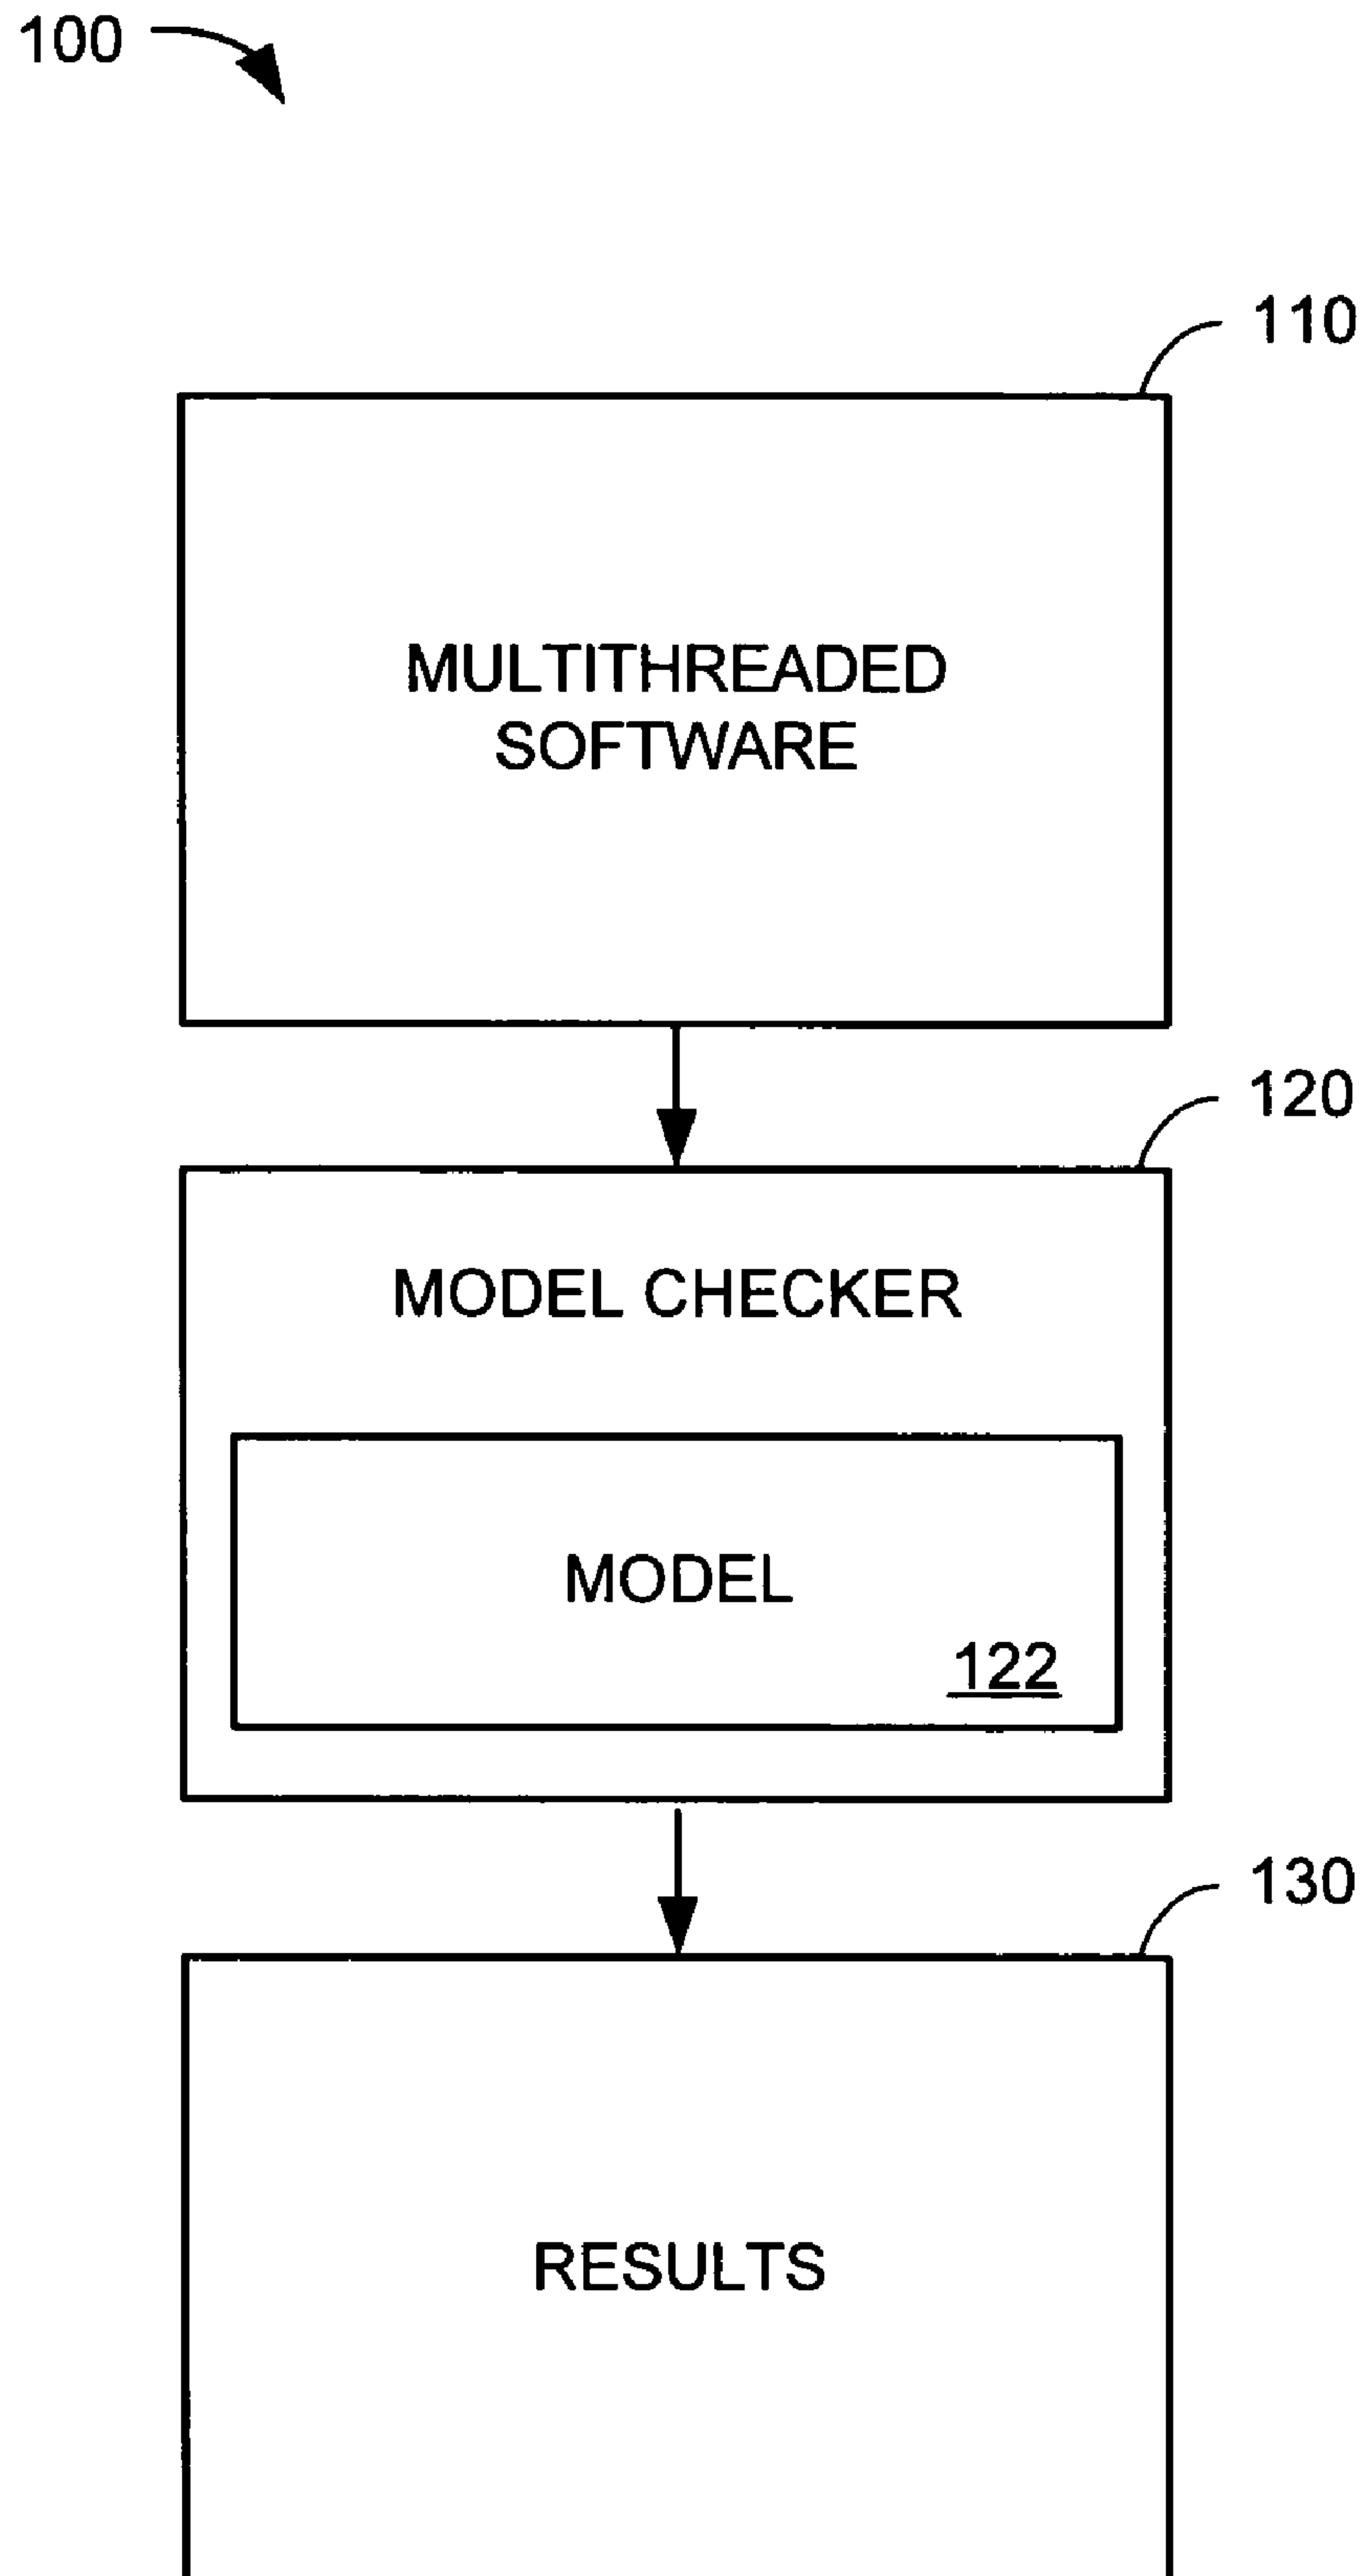 100
110
MULTITHREADED
SOFTWARE
120
MODEL CHECKER
MODEL
122
130
RESULTS